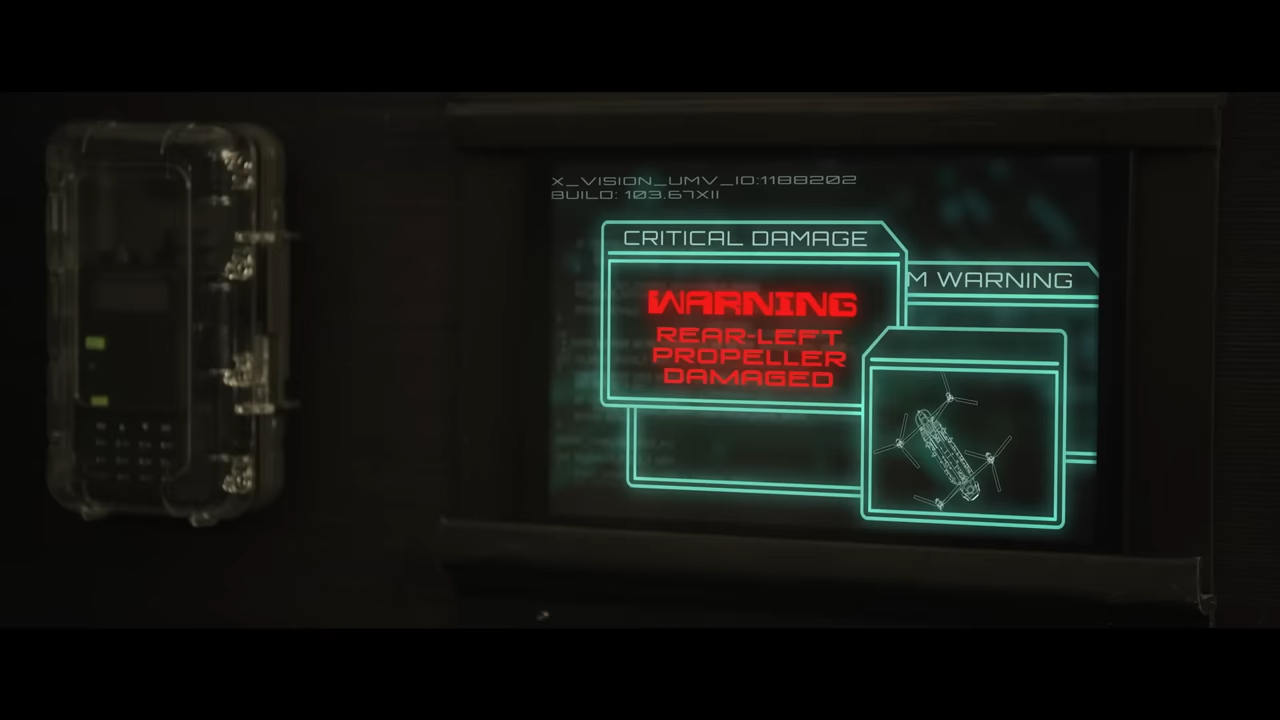 X_VISION_UMV_ID:1188202
BUILD: 103.67XII
CRITICAL DAMAGE
M WARNING
WARNING
REAR-LEFT
PROPELLER
DAMAGED